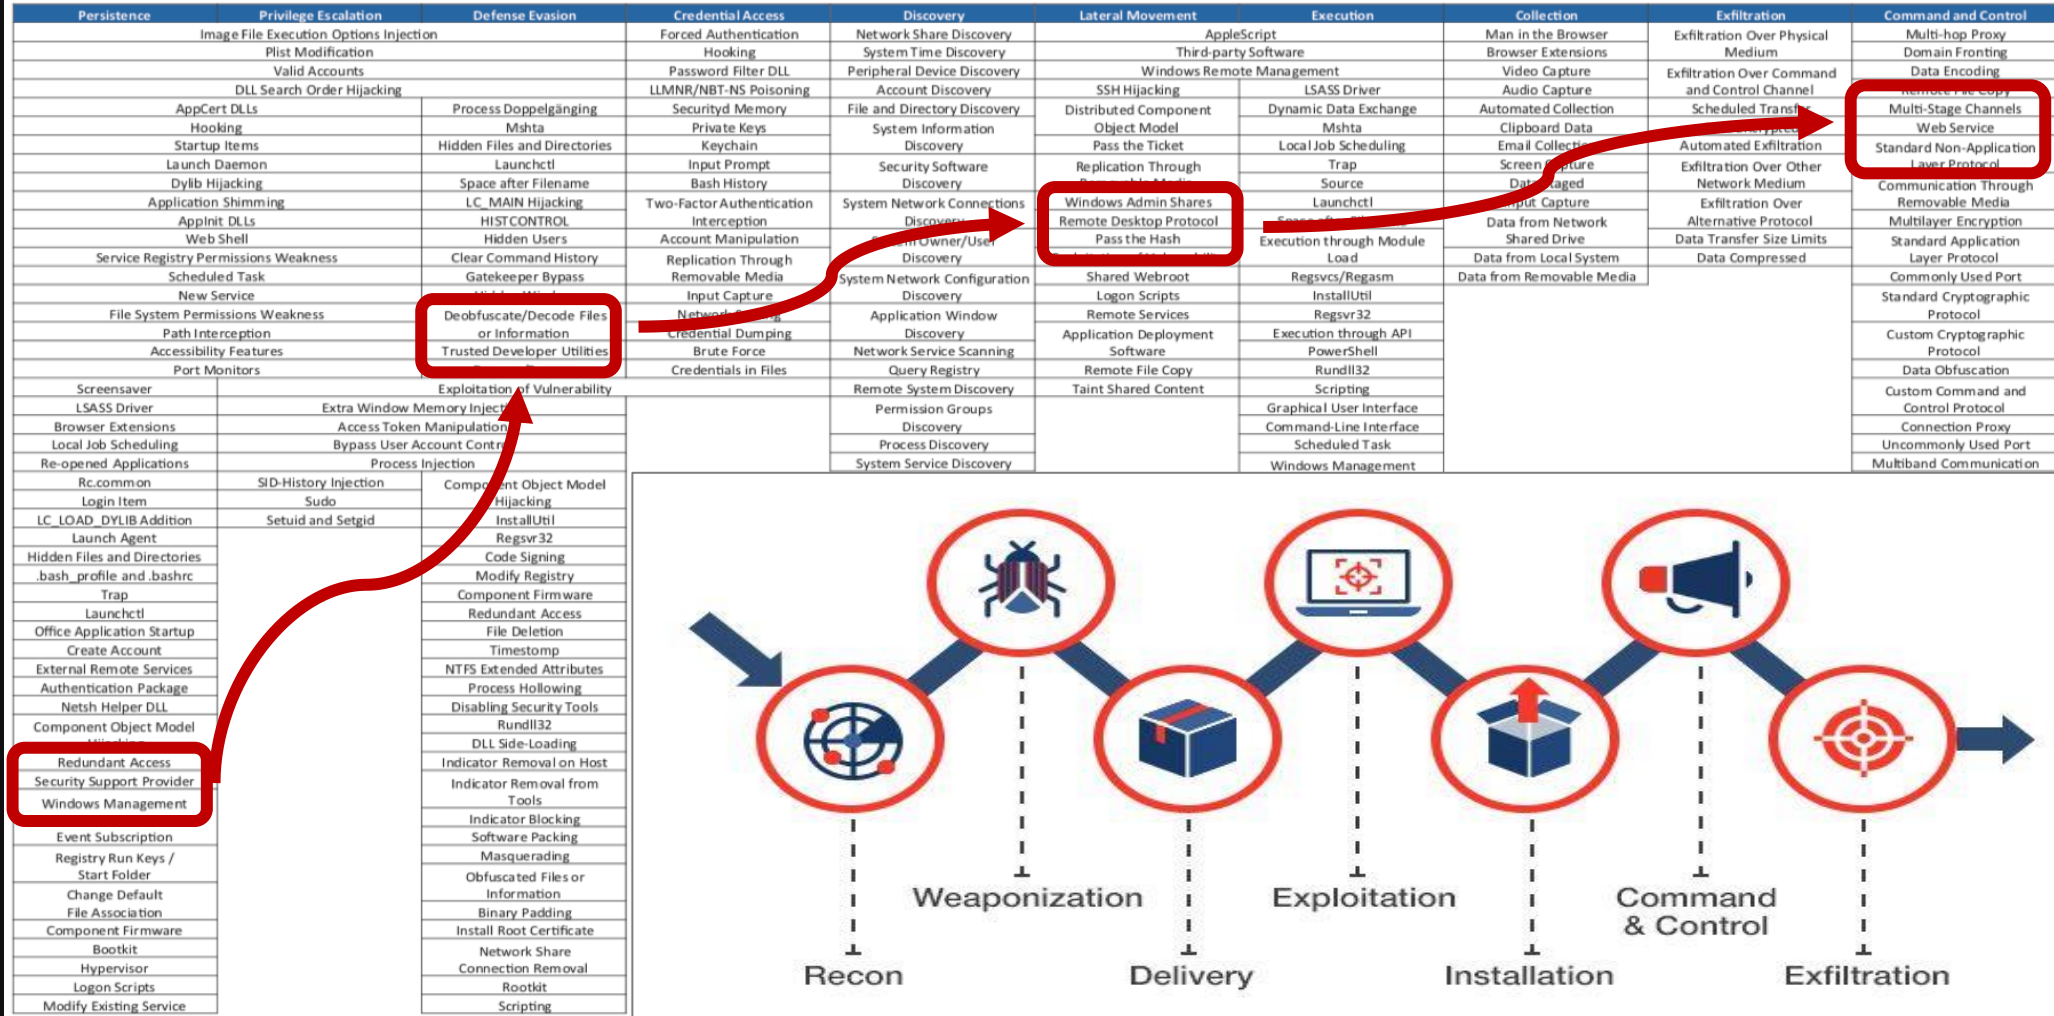 Persistence
Privilege Escalation
Defense Evasion
Credential Access
Discovery
Lateral Movement
Execution
Collection
Exfiltration
Command and Control
Image File Execution Options Injection
Plist Modification
Valid Accounts
DLL Search Order Hijacking
AppCert DLLs
Hooking
Startup Items
Launch Daemon
Dylib Hijacking
Application Shimming
AppInit DLLs
Web Shell
Service Registry Permissions Weakness
Scheduled Task
New Service
File System Permissions Weakness
Path Interception
Accessibility Features
Port Monitors
Screensaver
LSASS Driver
Browser Extensions
Local Job Scheduling
Re-opened Applications
Rc.common
Login Item
LC_LOAD_DYLIB Addition
Launch Agent
Hidden Files and Directories
.bash_profile and .bashrc
Trap
Launchctl
Office Application Startup
Create Account
External Remote Services
Authentication Package
Netsh Helper DLL
Component Object Model
Redundant Access
Security Support Provider
Windows Management
Event Subscription
Registry Run Keys /
Start Folder
Change Default
File Association
Component Firmware
Bootkit
Hypervisor
Logon Scripts
Modify Existing Service
Exploitation of Vulnerability
Extra Window Memory
Access Token Manipulation
Bypass User Account
Process Injection
SID-History Injection
Sudo
Setuid and Setgid
Process Doppelgänging
Mshta
Hidden Files and Directories
Launchctl
Space after Filename
LC_MAIN Hijacking
HISTCONTROL
Hidden Users
Clear Command History
Gatekeeper Bypass
Deobfuscate/Decode Files
or Information
Trusted Developer Utilities
Component Object Model
Hijacking
InstallUtil
Regsvr32
Code Signing
Modify Registry
Component Firmware
Redundant Access
File Deletion
Timestomp
NTFS Extended Attributes
Process Hollowing
Disabling Security Tools
Rundll32
DLL Side-Loading
Indicator Removal on Host
Indicator Removal from
Tools
Indicator Blocking
Software Packing
Masquerading
Obfuscated Files or
Information
Binary Padding
Install Root Certificate
Network Share
Connection Removal
Rootkit
Scripting
Forced Authentication
Hooking
Password Filter DLL
LLMNR/NBT-NS Poisoning
Securityd Memory
Private Keys
Keychain
Input Prompt
Bash History
Two-Factor Authentication
Interception
Account Manipulation
Replication Through
Removable Media
Input Capture
Network
Credential Dumping
Brute Force
Credentials in Files
Network Share Discovery
System Time Discovery
Peripheral Device Discovery
Account Discovery
File and Directory Discovery
System Information
Discovery
Security Software
Discovery
System Network Connections
Discovery
Owner/User
Discovery
System Network Configuration
Discovery
Application Window
Discovery
Network Service Scanning
Query Registry
Remote System Discovery
Permission Groups
Discovery
Process Discovery
System Service Discovery
AppleScript
Third-party Software
Windows Remote Management
SSH Hijacking
Distributed Component
Object Model
Pass the Ticket
Replication Through
Windows Admin Shares
Remote Desktop Protocol
Pass the Hash
Shared Webroot
Logon Scripts
Remote Services
Application Deployment
Software
Remote File Copy
Taint Shared Content
LSASS Driver
Dynamic Data Exchange
Mshta
Local Job Scheduling
Trap
Source
Launchctl
Execution through Module
Load
Regsvcs/Regasm
InstallUtil
Regsvr32
Execution through API
PowerShell
Rundll32
Scripting
Graphical User Interface
Command-Line Interface
Scheduled Task
Windows Management
Man in the Browser
Browser Extensions
Video Capture
Audio Capture
Automated Collection
Clipboard Data
Email Collection
Screen Capture
Data Staged
Input Capture
Data from Network
Shared Drive
Data from Local System
Data from Removable Media
Exfiltration Over Physical
Medium
Exfiltration Over Command
and Control Channel
Scheduled Transfer
Automated Exfiltration
Exfiltration Over Other
Network Medium
Exfiltration Over
Alternative Protocol
Data Transfer Size Limits
Data Compressed
Multi-hop Proxy
Domain Fronting
Data Encoding
Remote File Copy
Multi-Stage Channels
Web Service
Standard Non-Application
Layer Protocol
Communication Through
Removable Media
Multilayer Encryption
Standard Application
Layer Protocol
Commonly Used Port
Standard Cryptographic
Protocol
Custom Cryptographic
Protocol
Data Obfuscation
Custom Command and
Control Protocol
Connection Proxy
Uncommonly Used Port
Multiband Communication
Weaponization
Exploitation
Command
& Control
Recon
Delivery
Installation
Exfiltration